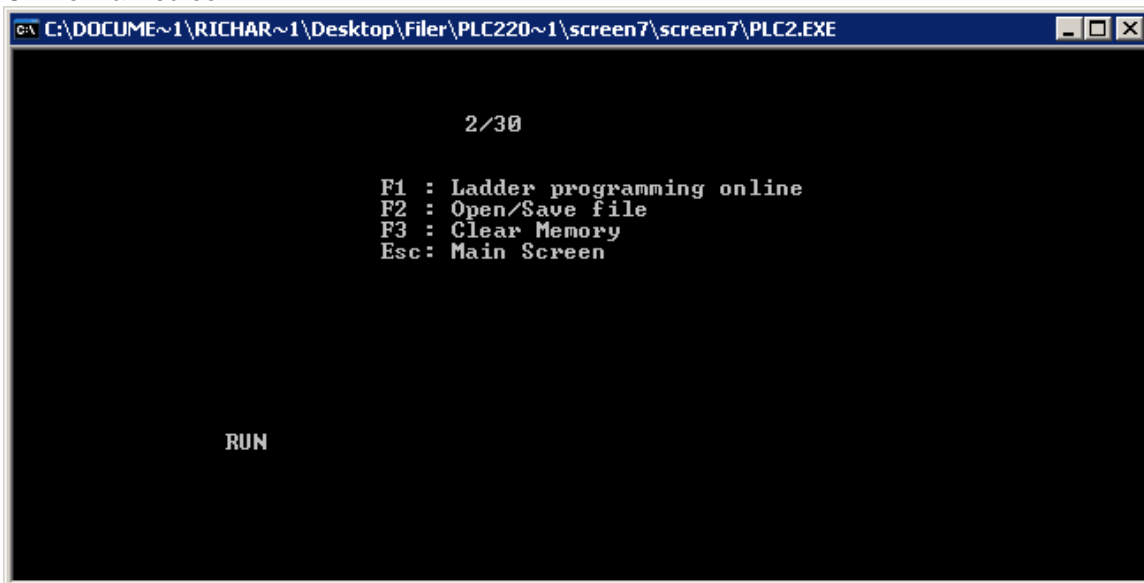 C:\DOCUME~1\RICHAR~1\Desktop\Filer\PLC220~1\screen7\screen7\PLC2.EXE
2/30
F1 : Ladder programming online
F2 : Open/Save file
F3 : Clear Memory
Esc: Main Screen
RUN